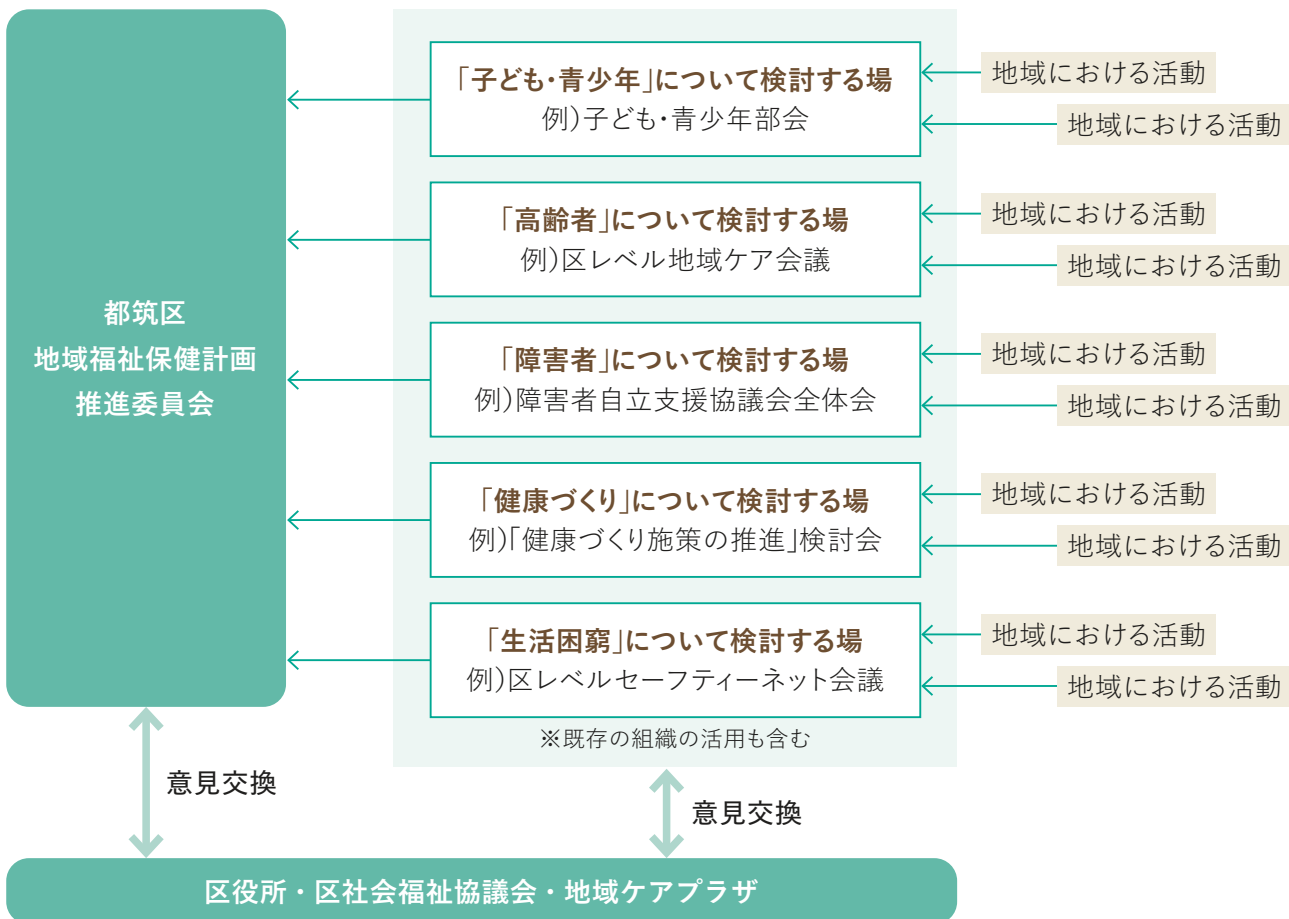 都筑区
地域福祉保健計画
推進委員会
「子ども・青少年」について検討する場
例）子ども・青少年部会
地域における活動
地域における活動
「高齢者」について検討する場
例）区レベル地域ケア会議
地域における活動
地域における活動
「障害者」について検討する場
例）障害者自立支援協議会全体会
地域における活動
地域における活動
「健康づくり」について検討する場
例）「健康づくり施策の推進」検討会
地域における活動
地域における活動
「生活困窮」について検討する場
例）区レベルセーフティーネット会議
地域における活動
地域における活動
※既存の組織の活用も含む
意見交換
意見交換
区役所・区社会福祉協議会・地域ケアプラザ